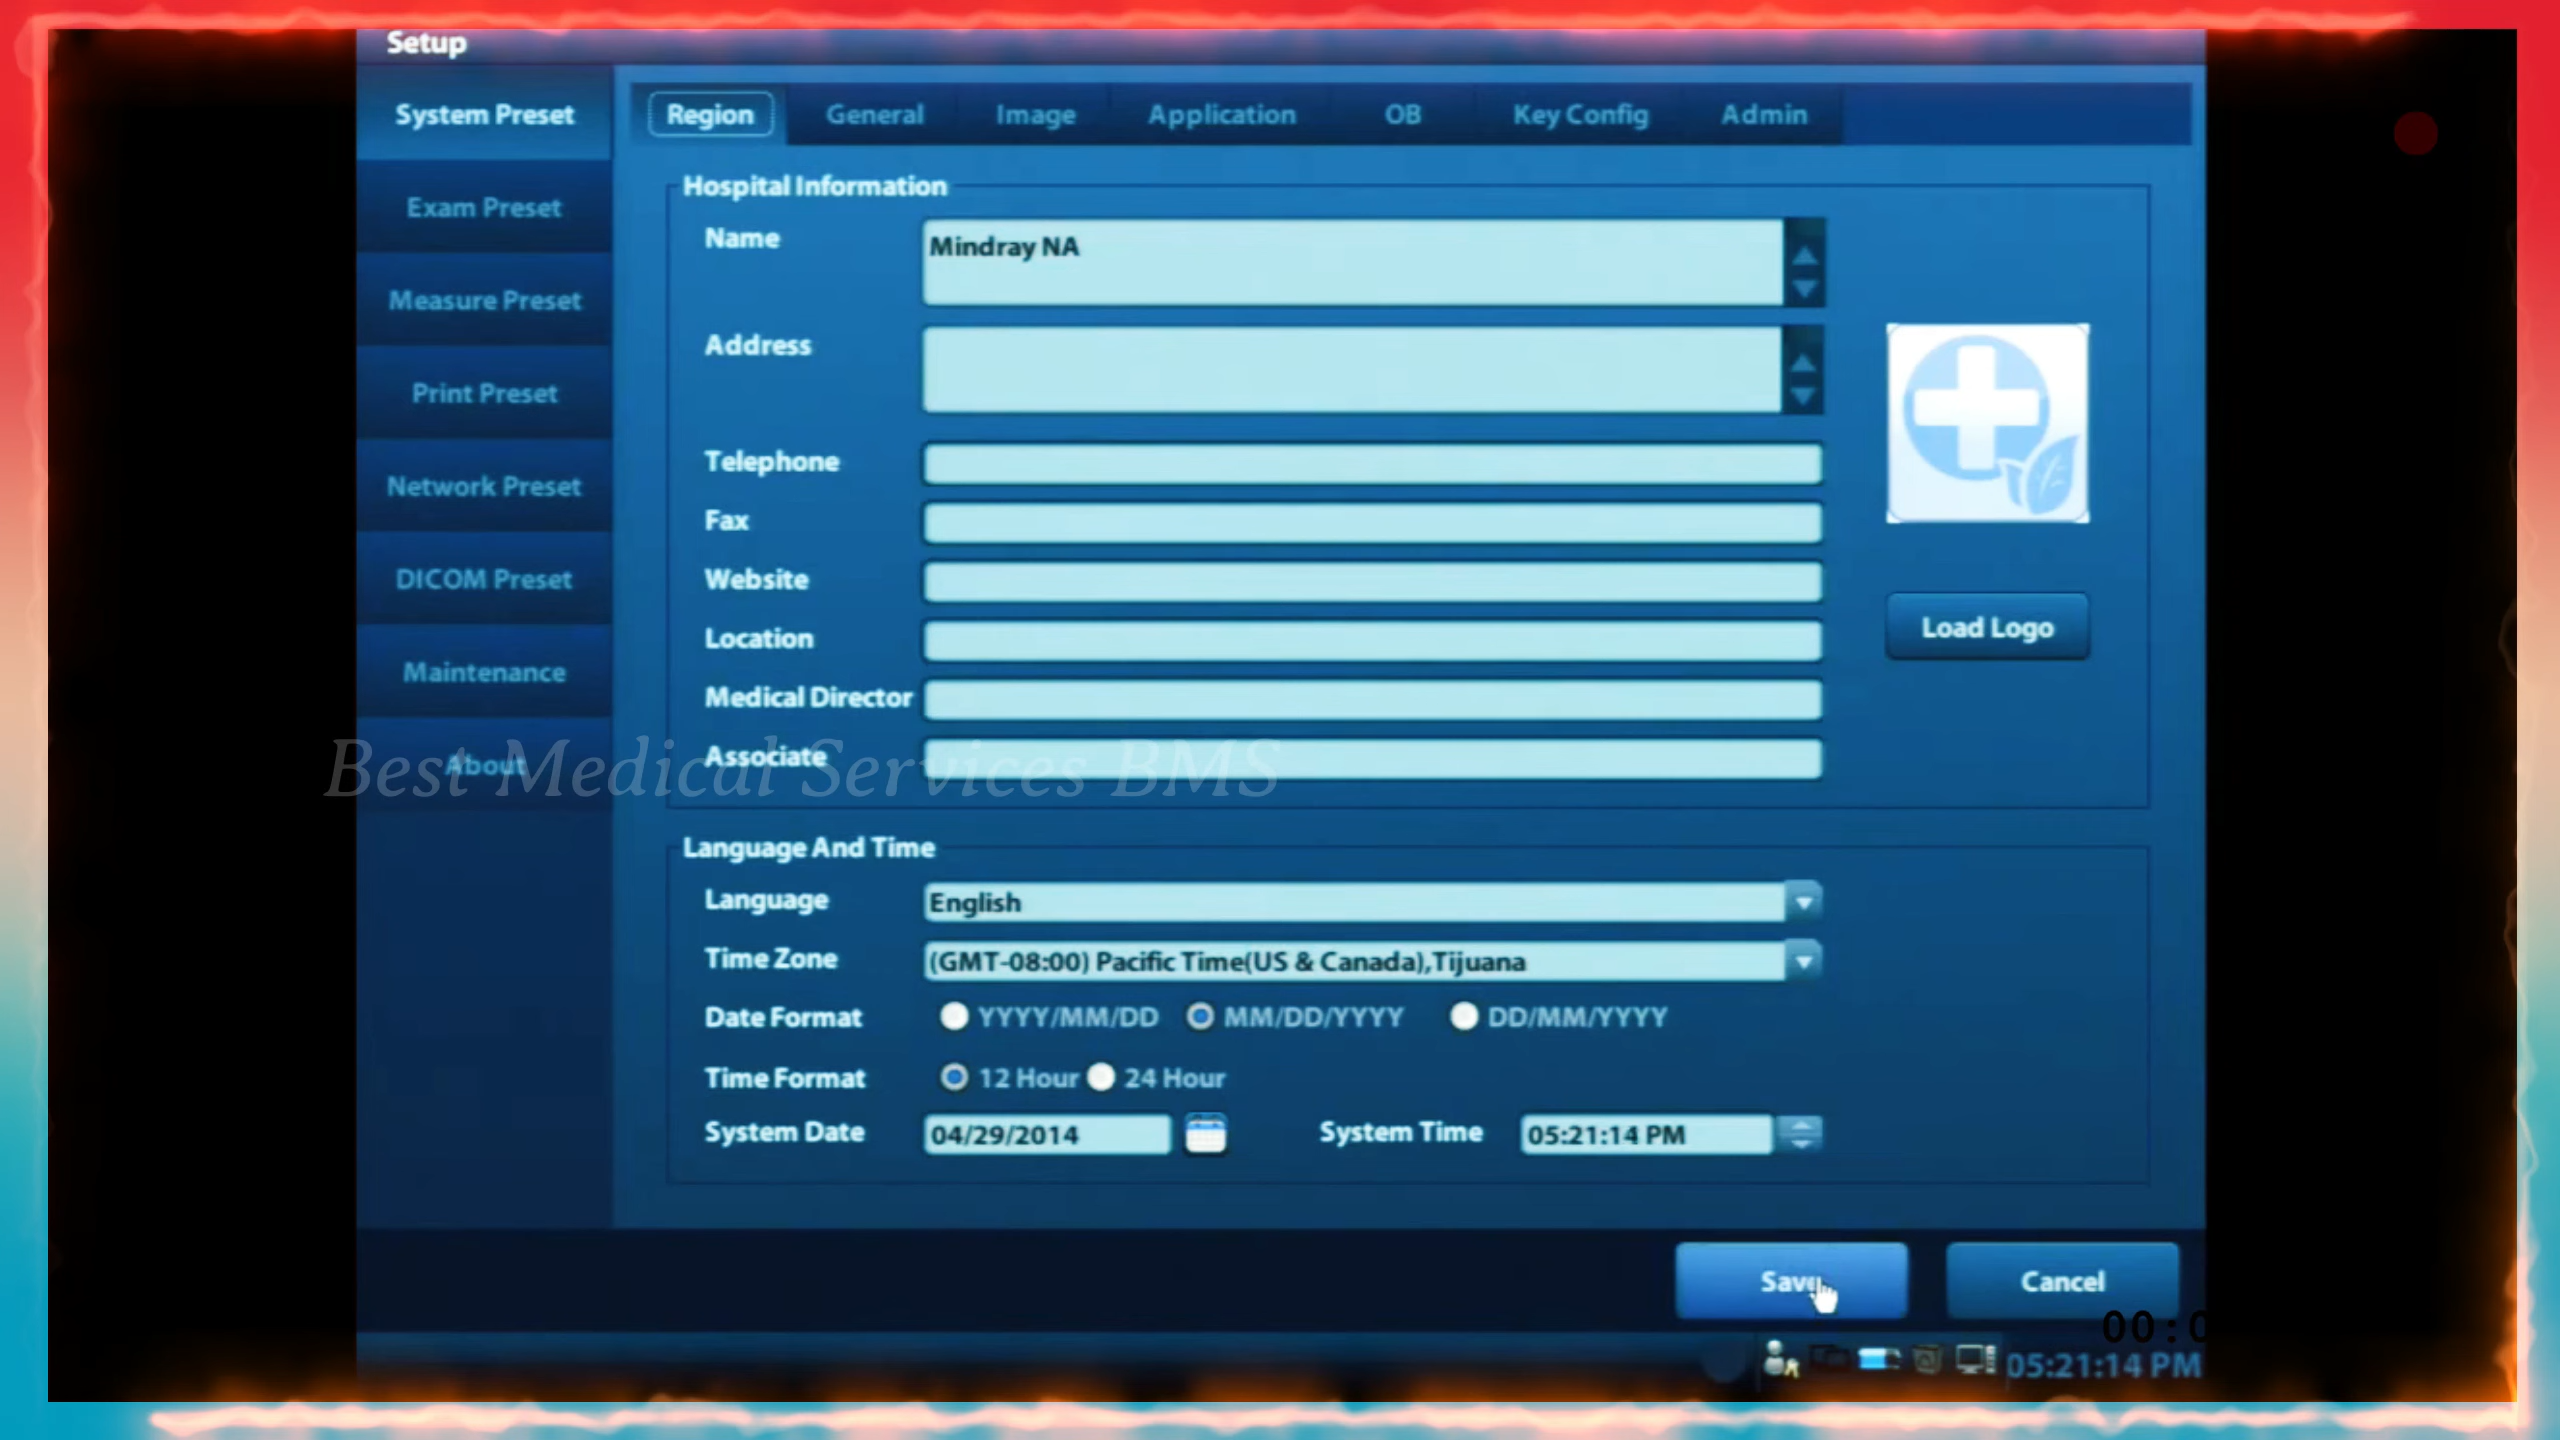 Setup
System Preset
Exam Preset
Measure Preset
Print Preset
Network Preset
DICOM Preset
Maintenance
About
Region General Image Application OB Key Config Admin
Hospital Information
Name Mindray NA
Address
Telephone
Fax
Website
Location
Medical Director
Associate
Load Logo
Best Medical Services BMS
Language And Time
Language English
Time Zone (GMT-08:00) Pacific Time(US & Canada),Tijuana
Date Format YYYY/MM/DD MM/DD/YYYY DD/MM/YYYY
Time Format 12 Hour 24 Hour
System Date 04/29/2014 System Time 05:21:14 PM
Save Cancel
05:21:14 PM